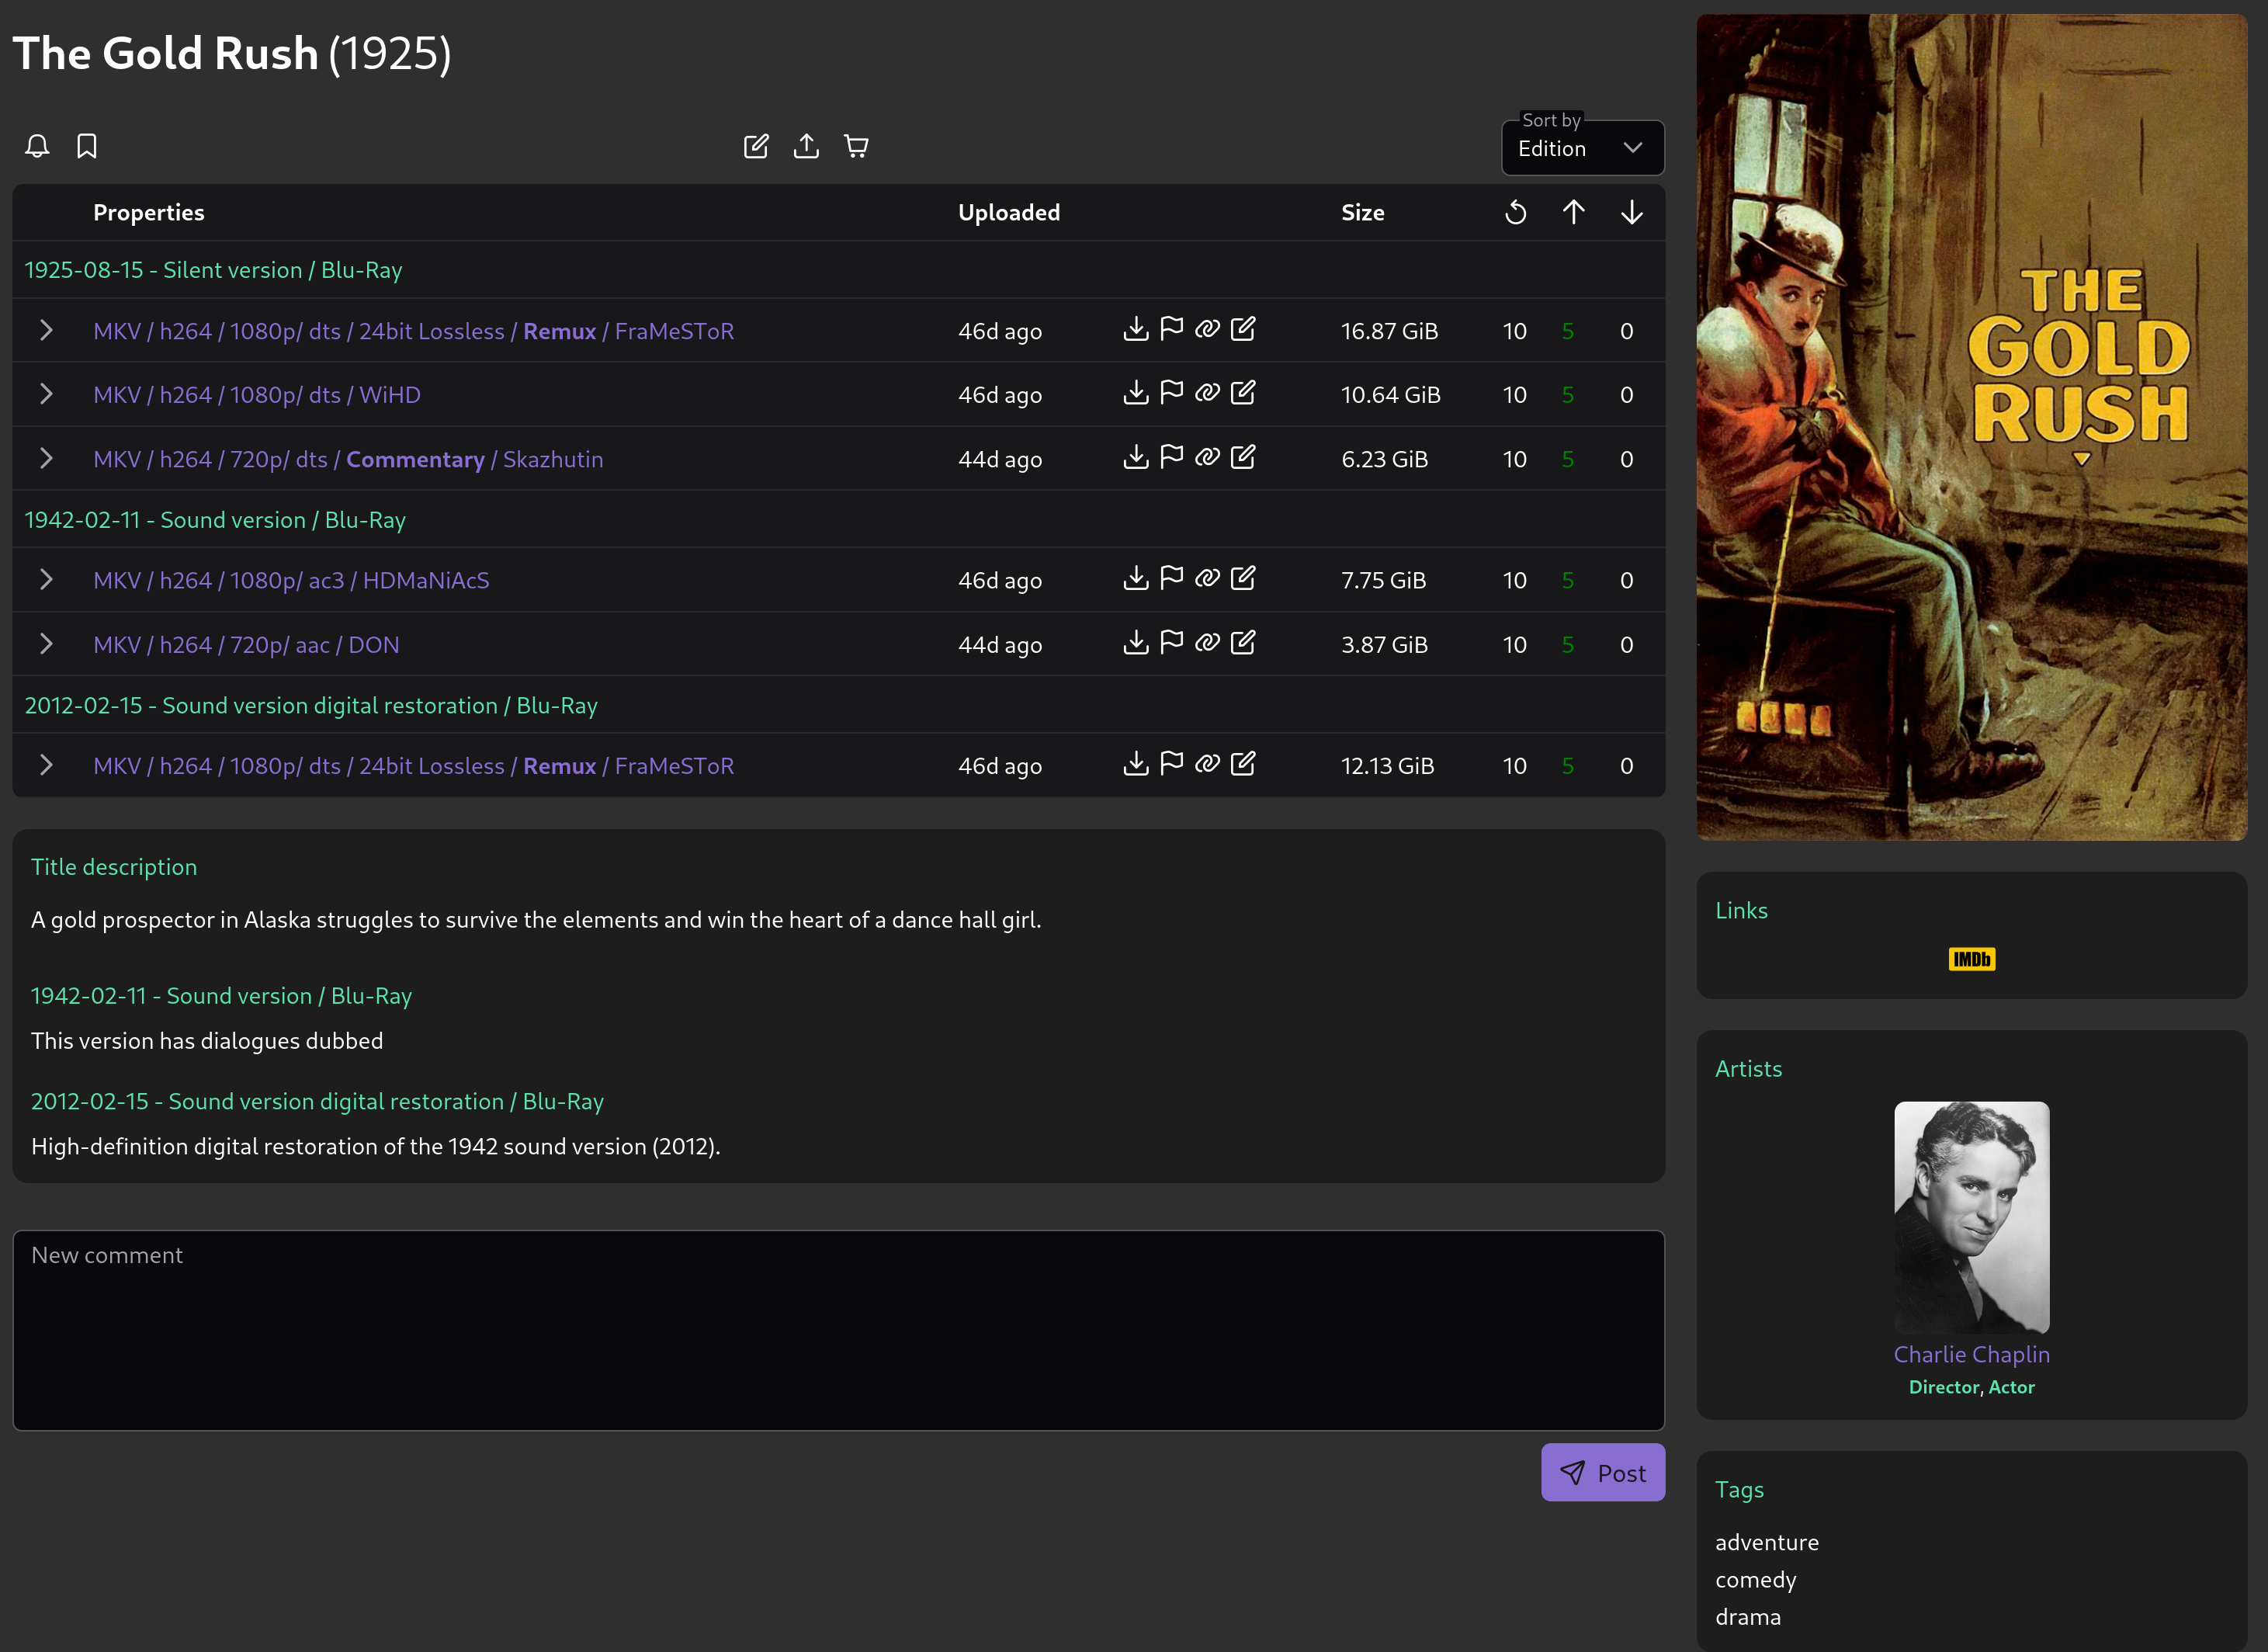 The Gold Rush (1925)
Sort by
Edition
Properties Uploaded Size
1925-08-15 - Silent version / Blu-Ray
MKV / h264 / 1080p/ dts / 24bit Lossless / Remux / FraMeSToR 46d ago 16.87 GiB 10 5 0
MKV / h264 / 1080p/ dts / WiHD 46d ago 10.64 GiB 10 5 0
MKV / h264 / 720p/ dts / Commentary / Skazhutin 44d ago 6.23 GiB 10 5 0
1942-02-11 - Sound version / Blu-Ray
MKV / h264 / 1080p/ ac3 / HDMaNiAcS 46d ago 7.75 GiB 10 5 0
MKV / h264 / 720p/ aac / DON 44d ago 3.87 GiB 10 5 0
2012-02-15 - Sound version digital restoration / Blu-Ray
MKV / h264 / 1080p/ dts / 24bit Lossless / Remux / FraMeSToR 46d ago 12.13 GiB 10 5 0
Title description
A gold prospector in Alaska struggles to survive the elements and win the heart of a dance hall girl.
1942-02-11 - Sound version / Blu-Ray
This version has dialogues dubbed
2012-02-15 - Sound version digital restoration / Blu-Ray
High-definition digital restoration of the 1942 sound version (2012).
New comment
Post
THE
GOLD
RUSH
Links
IMDb
Artists
Charlie Chaplin
Director, Actor
Tags
adventure
comedy
drama